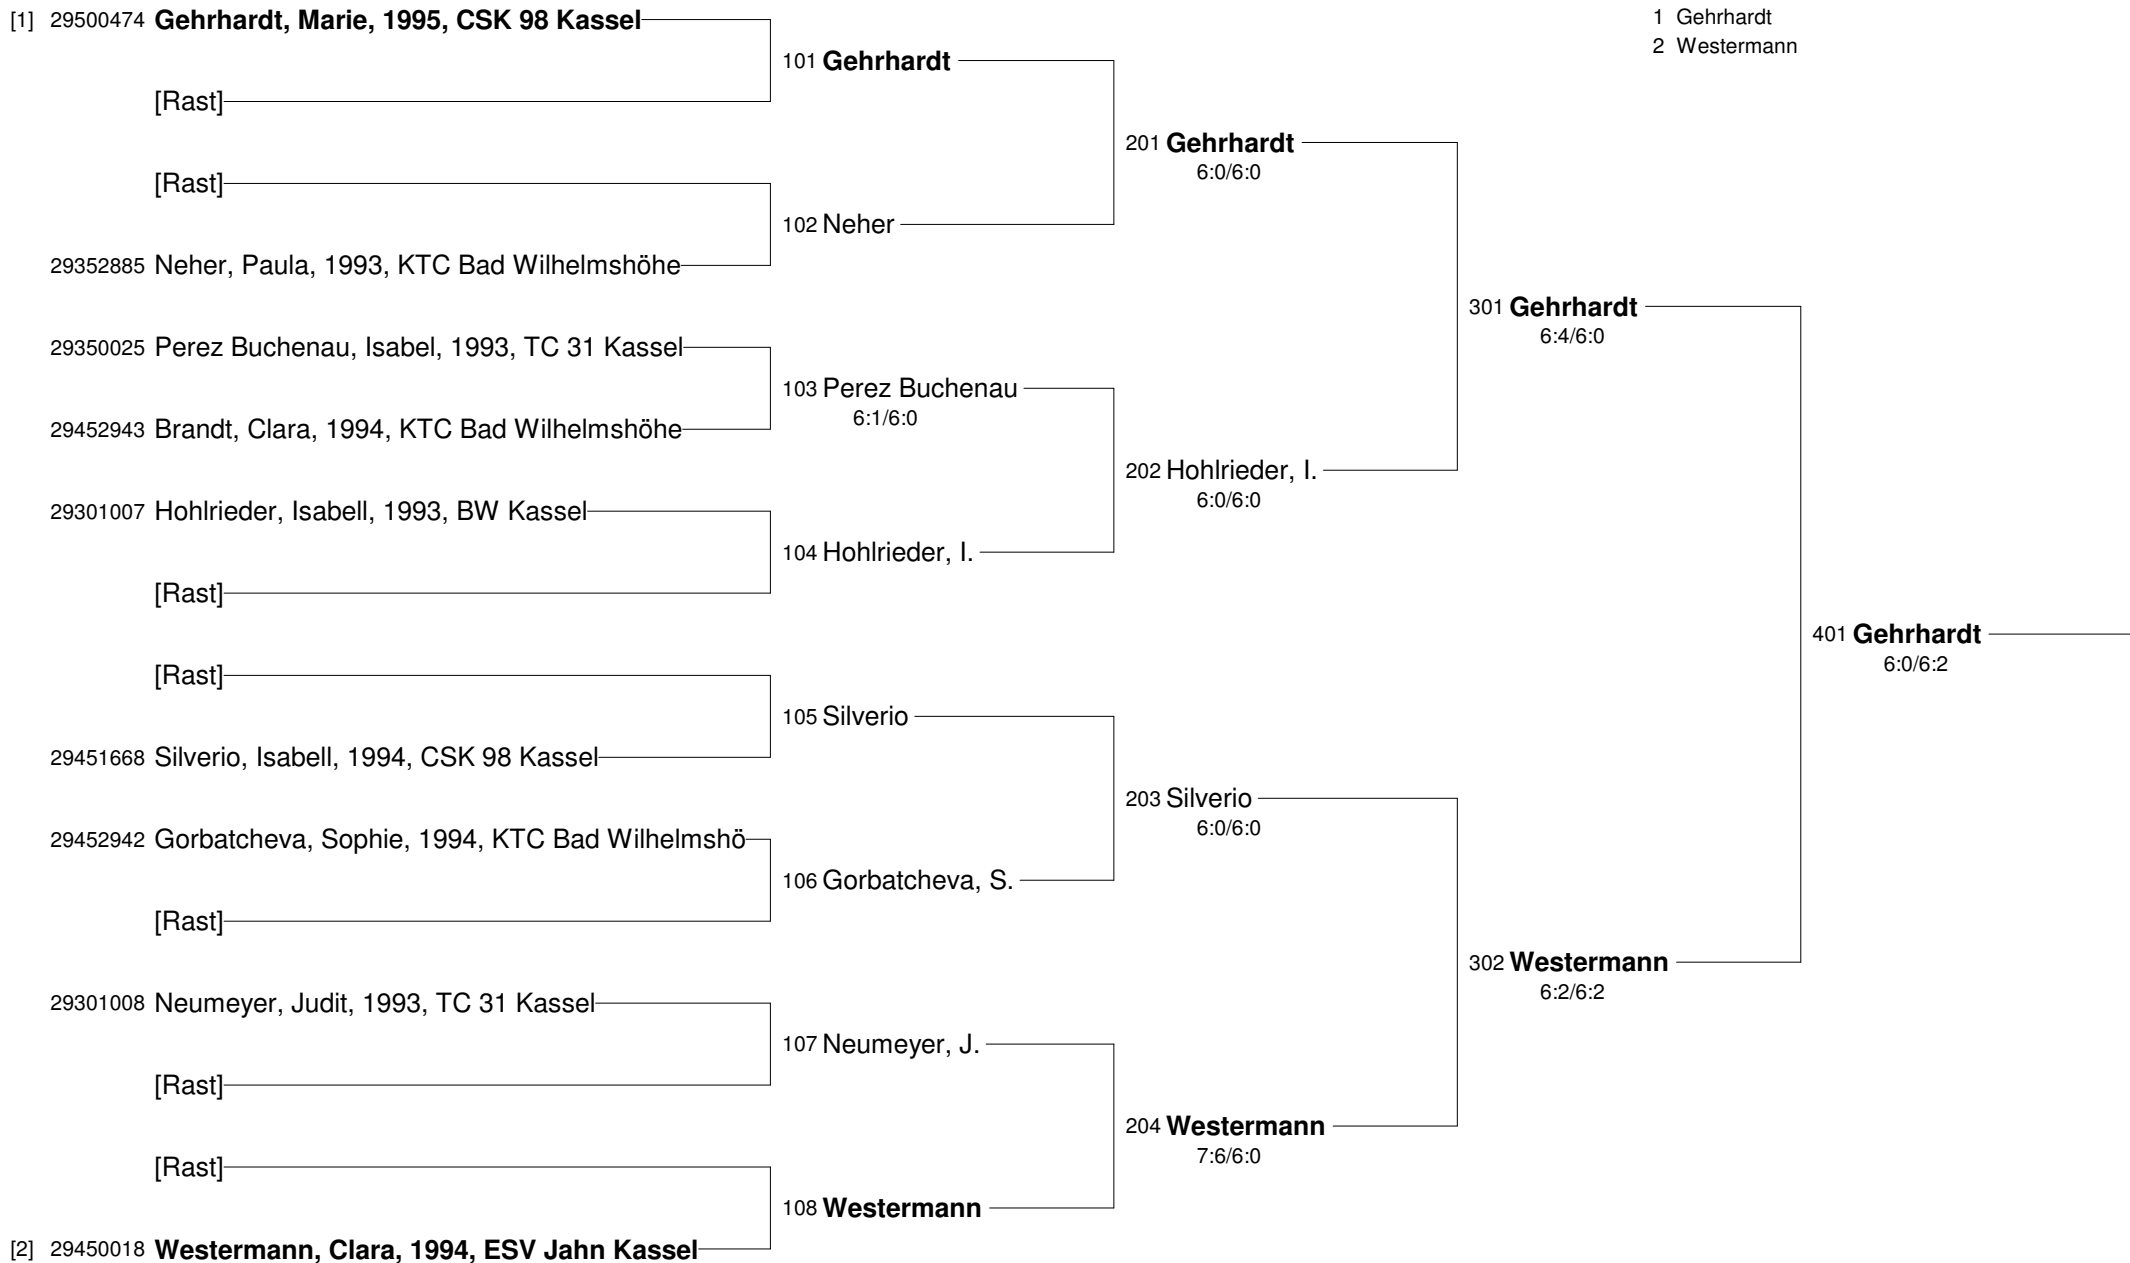 [1] 29500474 Gehrhardt, Marie, 1995, CSK 98 Kassel
1 Gehrhardt
2 Westermann
101 Gehrhardt
[Rast]
201 Gehrhardt
6:0/6:0
[Rast]
102 Neher
29352885 Neher, Paula, 1993, KTC Bad Wilhelmshöhe
301 Gehrhardt
6:4/6:0
29350025 Perez Buchenau, Isabel, 1993, TC 31 Kassel
103 Perez Buchenau
6:1/6:0
29452943 Brandt, Clara, 1994, KTC Bad Wilhelmshöhe
202 Hohlrieder, I.
6:0/6:0
29301007 Hohlrieder, Isabell, 1993, BW Kassel
104 Hohlrieder, I.
[Rast]
401 Gehrhardt
6:0/6:2
[Rast]
105 Silverio
29451668 Silverio, Isabell, 1994, CSK 98 Kassel
203 Silverio
6:0/6:0
29452942 Gorbatcheva, Sophie, 1994, KTC Bad Wilhelmshö
106 Gorbatcheva, S.
[Rast]
302 Westermann
6:2/6:2
29301008 Neumeyer, Judit, 1993, TC 31 Kassel
107 Neumeyer, J.
[Rast]
204 Westermann
7:6/6:0
[Rast]
108 Westermann
[2] 29450018 Westermann, Clara, 1994, ESV Jahn Kassel